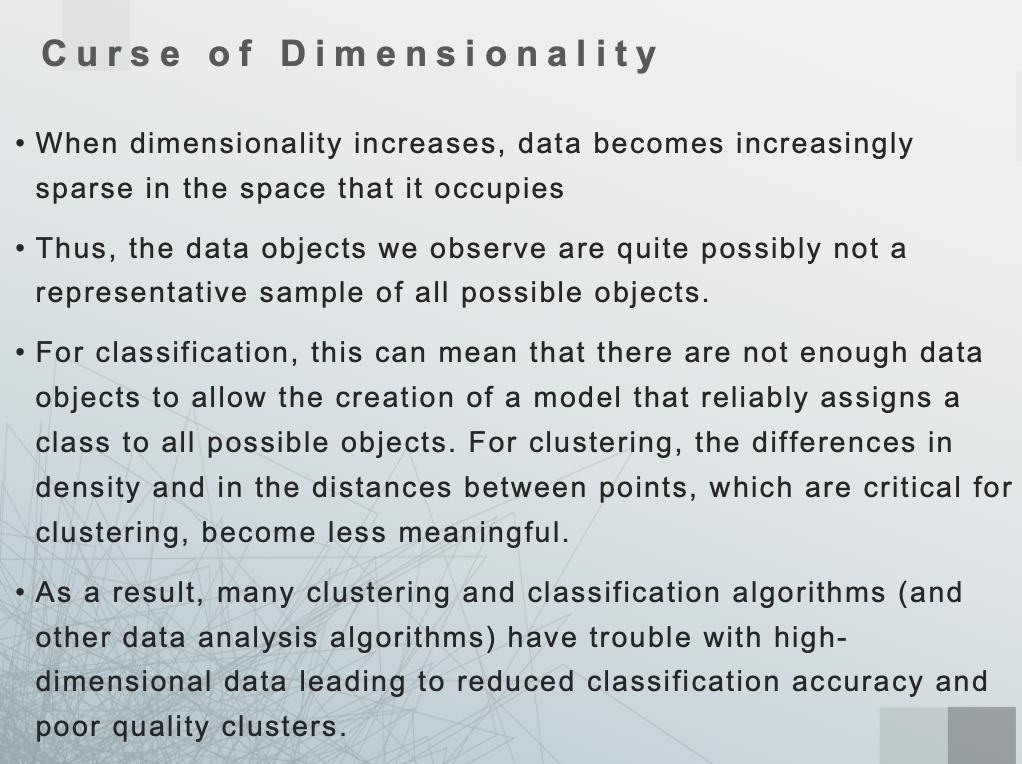 Curse of Dimensionality
• When dimensionality increases, data becomes increasingly
sparse in the space that it occupies
• Thus, the data objects we observe are quite possibly not a
representative sample of all possible objects.
• For classification, this can mean that there are not enough data
objects to allow the creation of a model that reliably assigns a
class to all possible objects. For clustering, the differences in
density and in the distances between points, which are critical for
clustering, become less meaningful.
• As a result, many clustering and classification algorithms (and
other data analysis algorithms) have trouble with high-
dimensional data leading to reduced classification accuracy and
poor quality clusters.